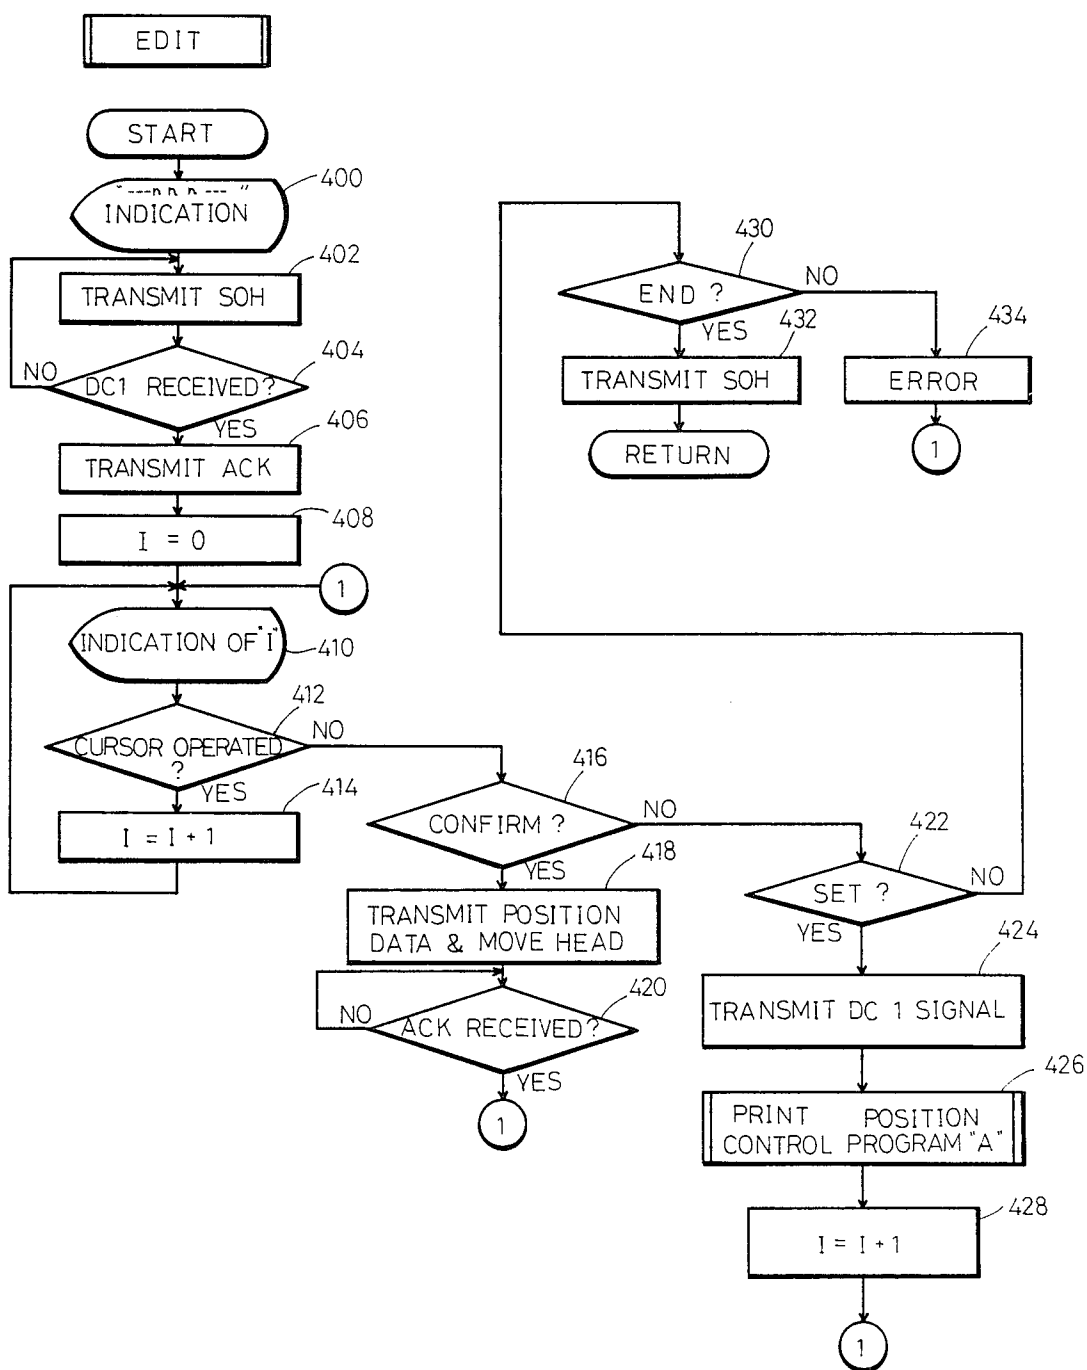 EDIT
START
400
INDICATION
402
TRANSMIT SOH
404
NO
DC1 RECEIVED?
YES
406
TRANSMIT ACK
408
I = 0
1
INDICATION OF "I"
410
412
CURSOR OPERATED
?
NO
YES
414
I = I + 1
416
CONFIRM ?
NO
YES
418
TRANSMIT POSITION
DATA & MOVE HEAD
420
NO
ACK RECEIVED?
YES
1
422
SET ?
NO
YES
424
TRANSMIT DC 1 SIGNAL
426
PRINT POSITION
CONTROL PROGRAM "A"
428
I = I + 1
1
430
END ?
NO
YES
432
TRANSMIT SOH
RETURN
434
ERROR
1